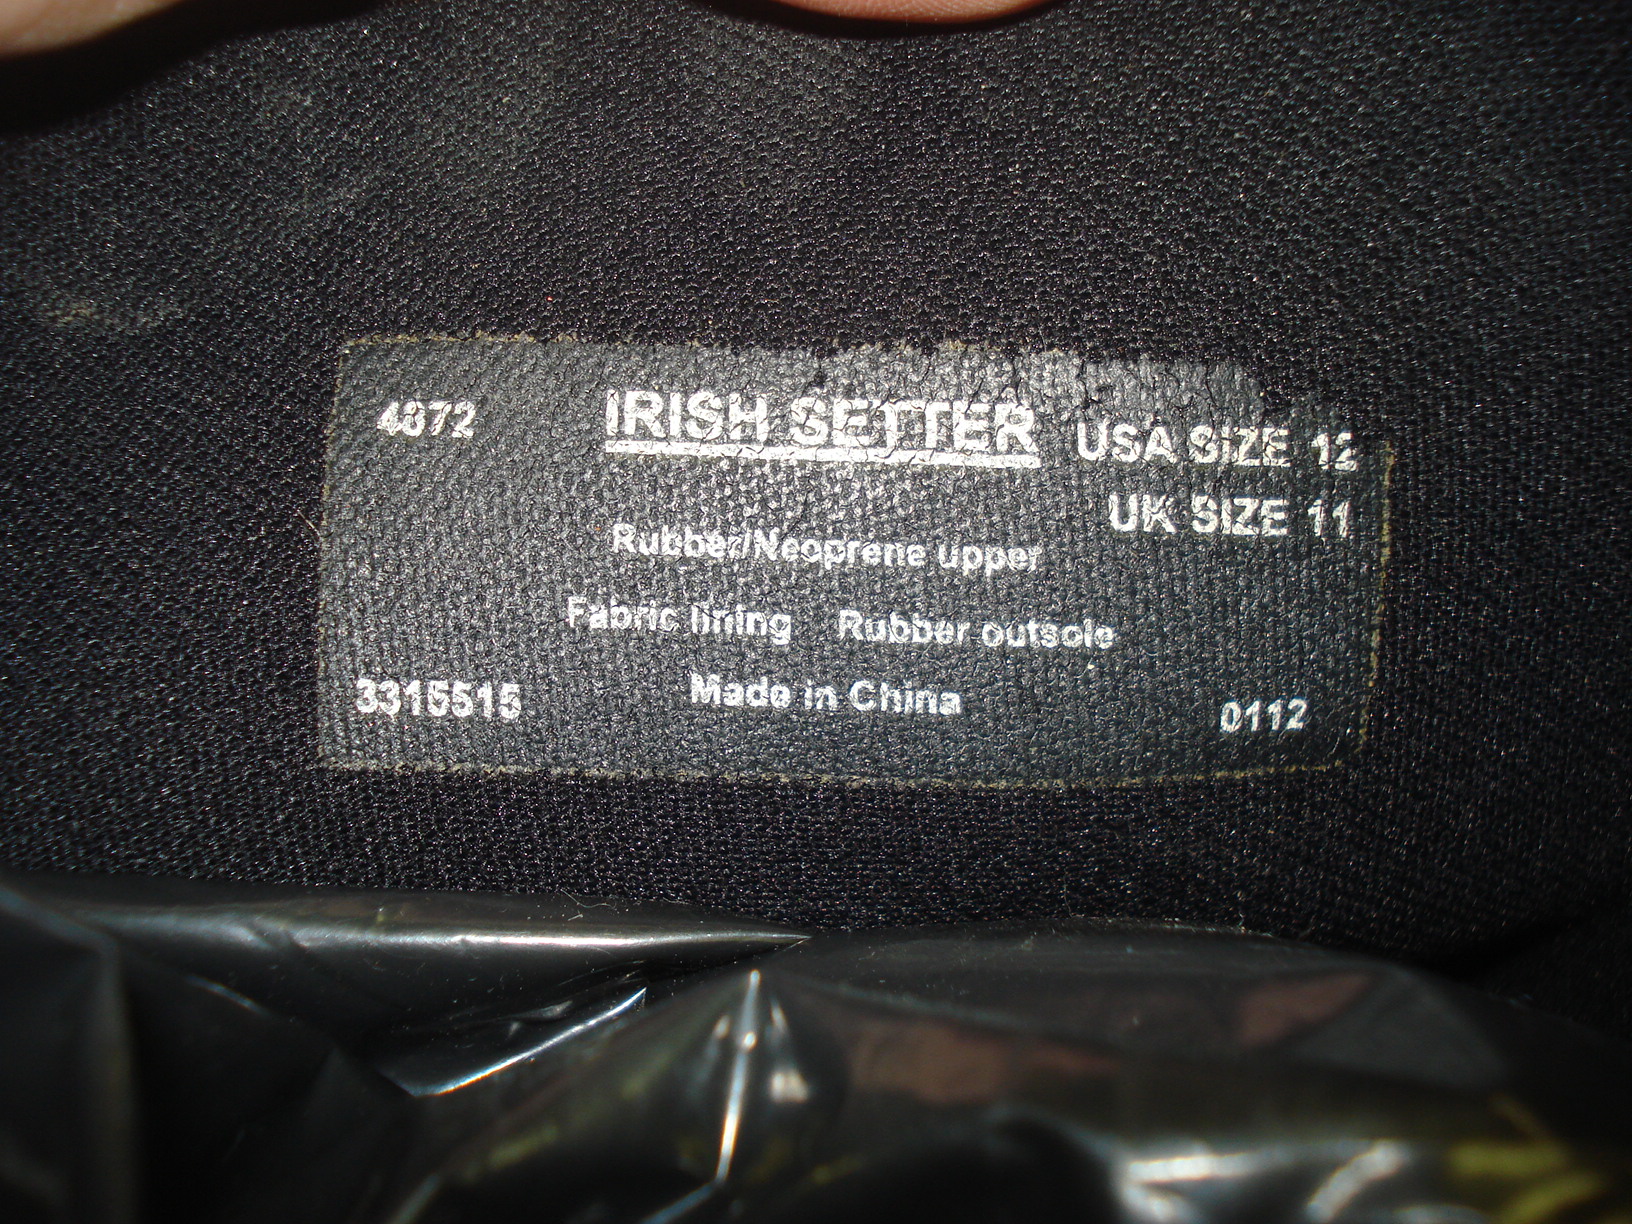 4872 IRISH SETTER USA SIZE 12
UK SIZE 11
Rubber/Neoprene upper
Fabric lining Rubber outsole
3315515 Made in China 0112